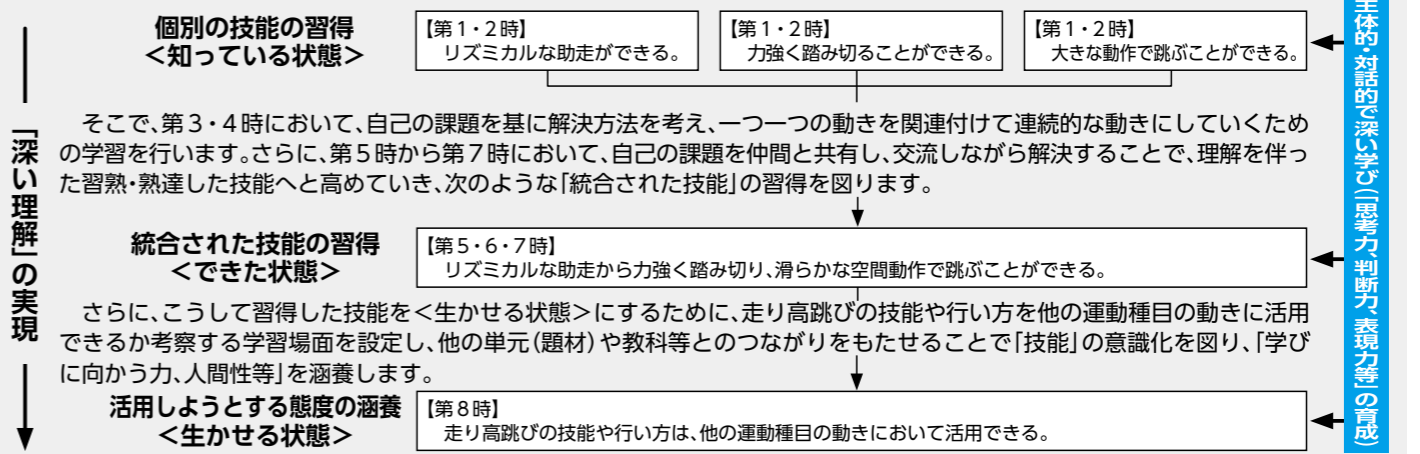 個別の技能の習得
<知っている状態>
【第1・2時】
リズミカルな助走ができる。
【第1・2時】
力強く踏み切ることができる。
【第1・2時】
大きな動作で跳ぶことができる。
そこで、第3・4時において、自己の課題を基に解決方法を考え、一つ一つの動きを関連付けて連続的な動きにしていくため
の学習を行います。さらに、第5時から第7時において、自己の課題を仲間と共有し、交流しながら解決することで、理解を伴っ
た習熟・熟達した技能へと高めていき、次のような「統合された技能」の習得を図ります。
統合された技能の習得
<できた状態>
【第5・6・7時】
リズミカルな助走から力強く踏み切り、滑らかな空間動作で跳ぶことができる。
さらに、こうして習得した技能を<生かせる状態>にするために、走り高跳びの技能や行い方を他の運動種目の動きに活用
できるか考察する学習場面を設定し、他の単元(題材)や教科等とのつながりをもたせることで「技能」の意識化を図り、「学び
に向かう力、人間性等」を涵養します。
活用しようとする態度の涵養
<生かせる状態>
【第8時】
走り高跳びの技能や行い方は、他の運動種目の動きにおいて活用できる。
「深い理解」の実現
主体的・対話的で深い学び(「思考力、判断力、表現力等」の育成)